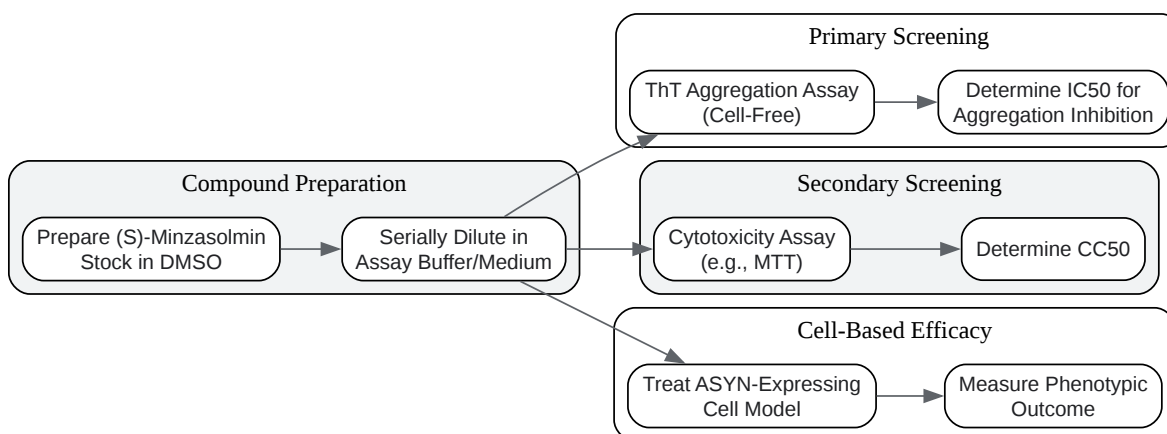 Primary Screening
ThT Aggregation Assay
(Cell-Free)
Determine IC50 for
Aggregation Inhibition
Compound Preparation
Prepare (S)-Minzasolmin
Stock in DMSO
Serially Dilute in
Assay Buffer/Medium
Secondary Screening
Cytotoxicity Assay
(e.g., MTT)
Determine CC50
Cell-Based Efficacy
Treat ASYN-Expressing
Cell Model
Measure Phenotypic
Outcome